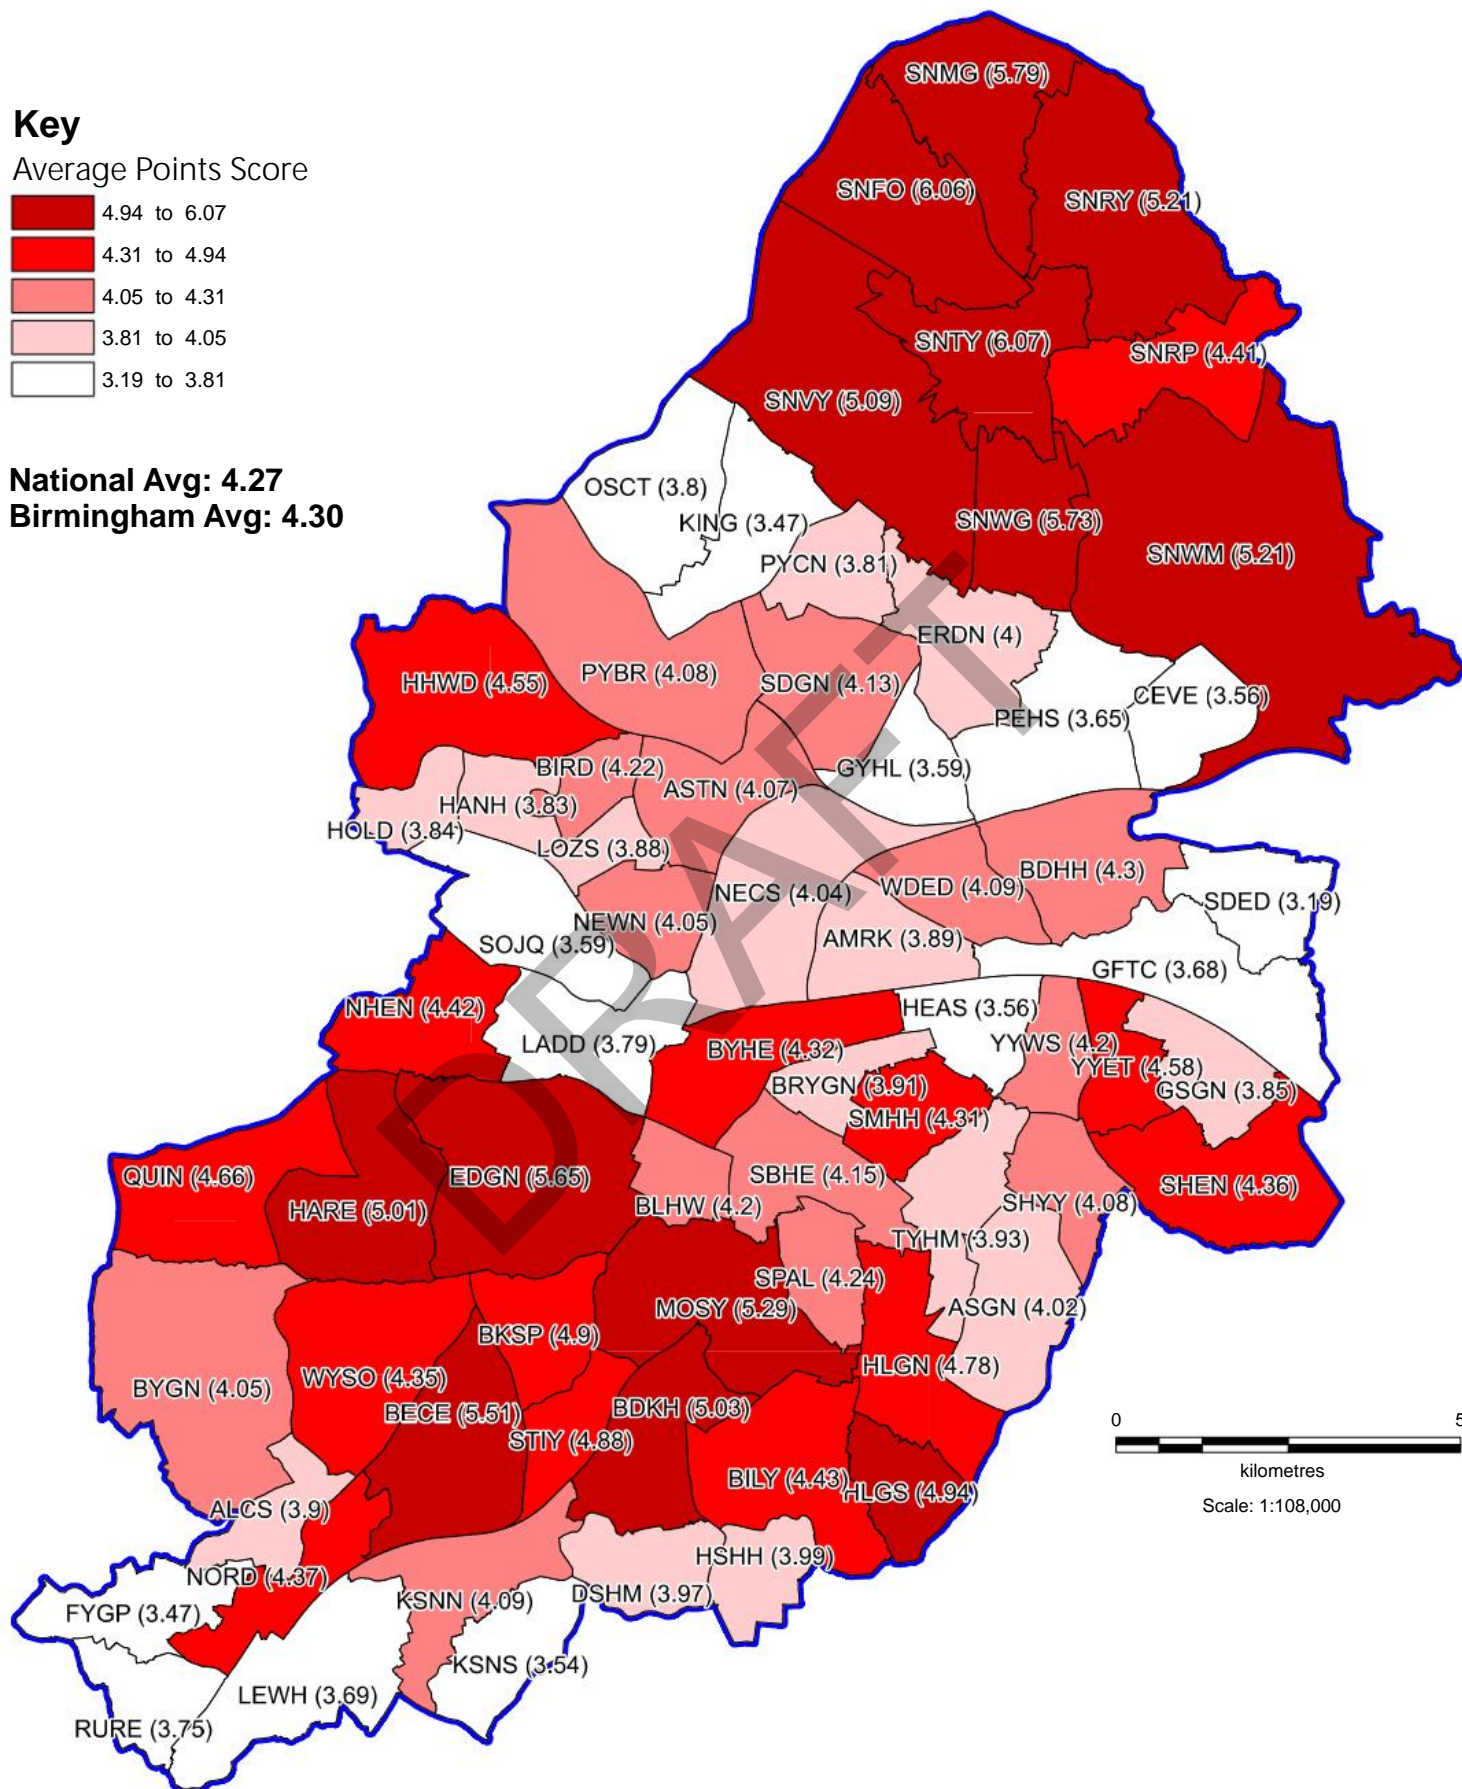 Key
Average Points Score
4.94 to 6.07
4.31 to 4.94
4.05 to 4.31
3.81 to 4.05
3.19 to 3.81
National Avg: 4.27
Birmingham Avg: 4.30
SNMG (5.79)
SNFO (6.06)
SNRY (5.21)
SNTY (6.07)
SNRP (4.41)
SNVY (5.09)
OSCT (3.8)
KING (3.47)
SNWG (5.73)
SNWM (5.21)
PYCN (3.81)
ERDN (4)
HHWD (4.55)
PYBR (4.08)
SDGN (4.13)
CEVE (3.56)
PEHS (3.65)
BIRD (4.22)
GYHL (3.59)
ASTN (4.07)
HANH (3.83)
HOLD (3.84)
LOZS (3.88)
NECS (4.04)
WDED (4.09)
BDHH (4.3)
SDED (3.19)
NEWN (4.05)
SOJQ (3.59)
AMRK (3.89)
GFTC (3.68)
NHEN (4.42)
HEAS (3.56)
LADD (3.79)
BYHE (4.32)
YYWS (4.2)
YYET (4.58)
BRYGN (3.91)
GSGN (3.85)
SMHH (4.31)
QUIN (4.66)
EDGN (5.65)
SBHE (4.15)
SHEN (4.36)
HARE (5.01)
BLHW (4.2)
SHYY (4.08)
TYHM (3.93)
SPAL (4.24)
MOSY (5.29)
ASGN (4.02)
BKSP (4.9)
HLGN (4.78)
WYSO (4.35)
BYGN (4.05)
BECE (5.51)
BDKH (5.03)
STIY (4.88)
BILY (4.43)
HLGS (4.94)
ALCS (3.9)
HSHH (3.99)
NORD (4.37)
DSHM (3.97)
KSNN (4.09)
FYGP (3.47)
KSNS (3.54)
LEWH (3.69)
RURE (3.75)
0 5
kilometres
Scale: 1:108,000
DRAFT